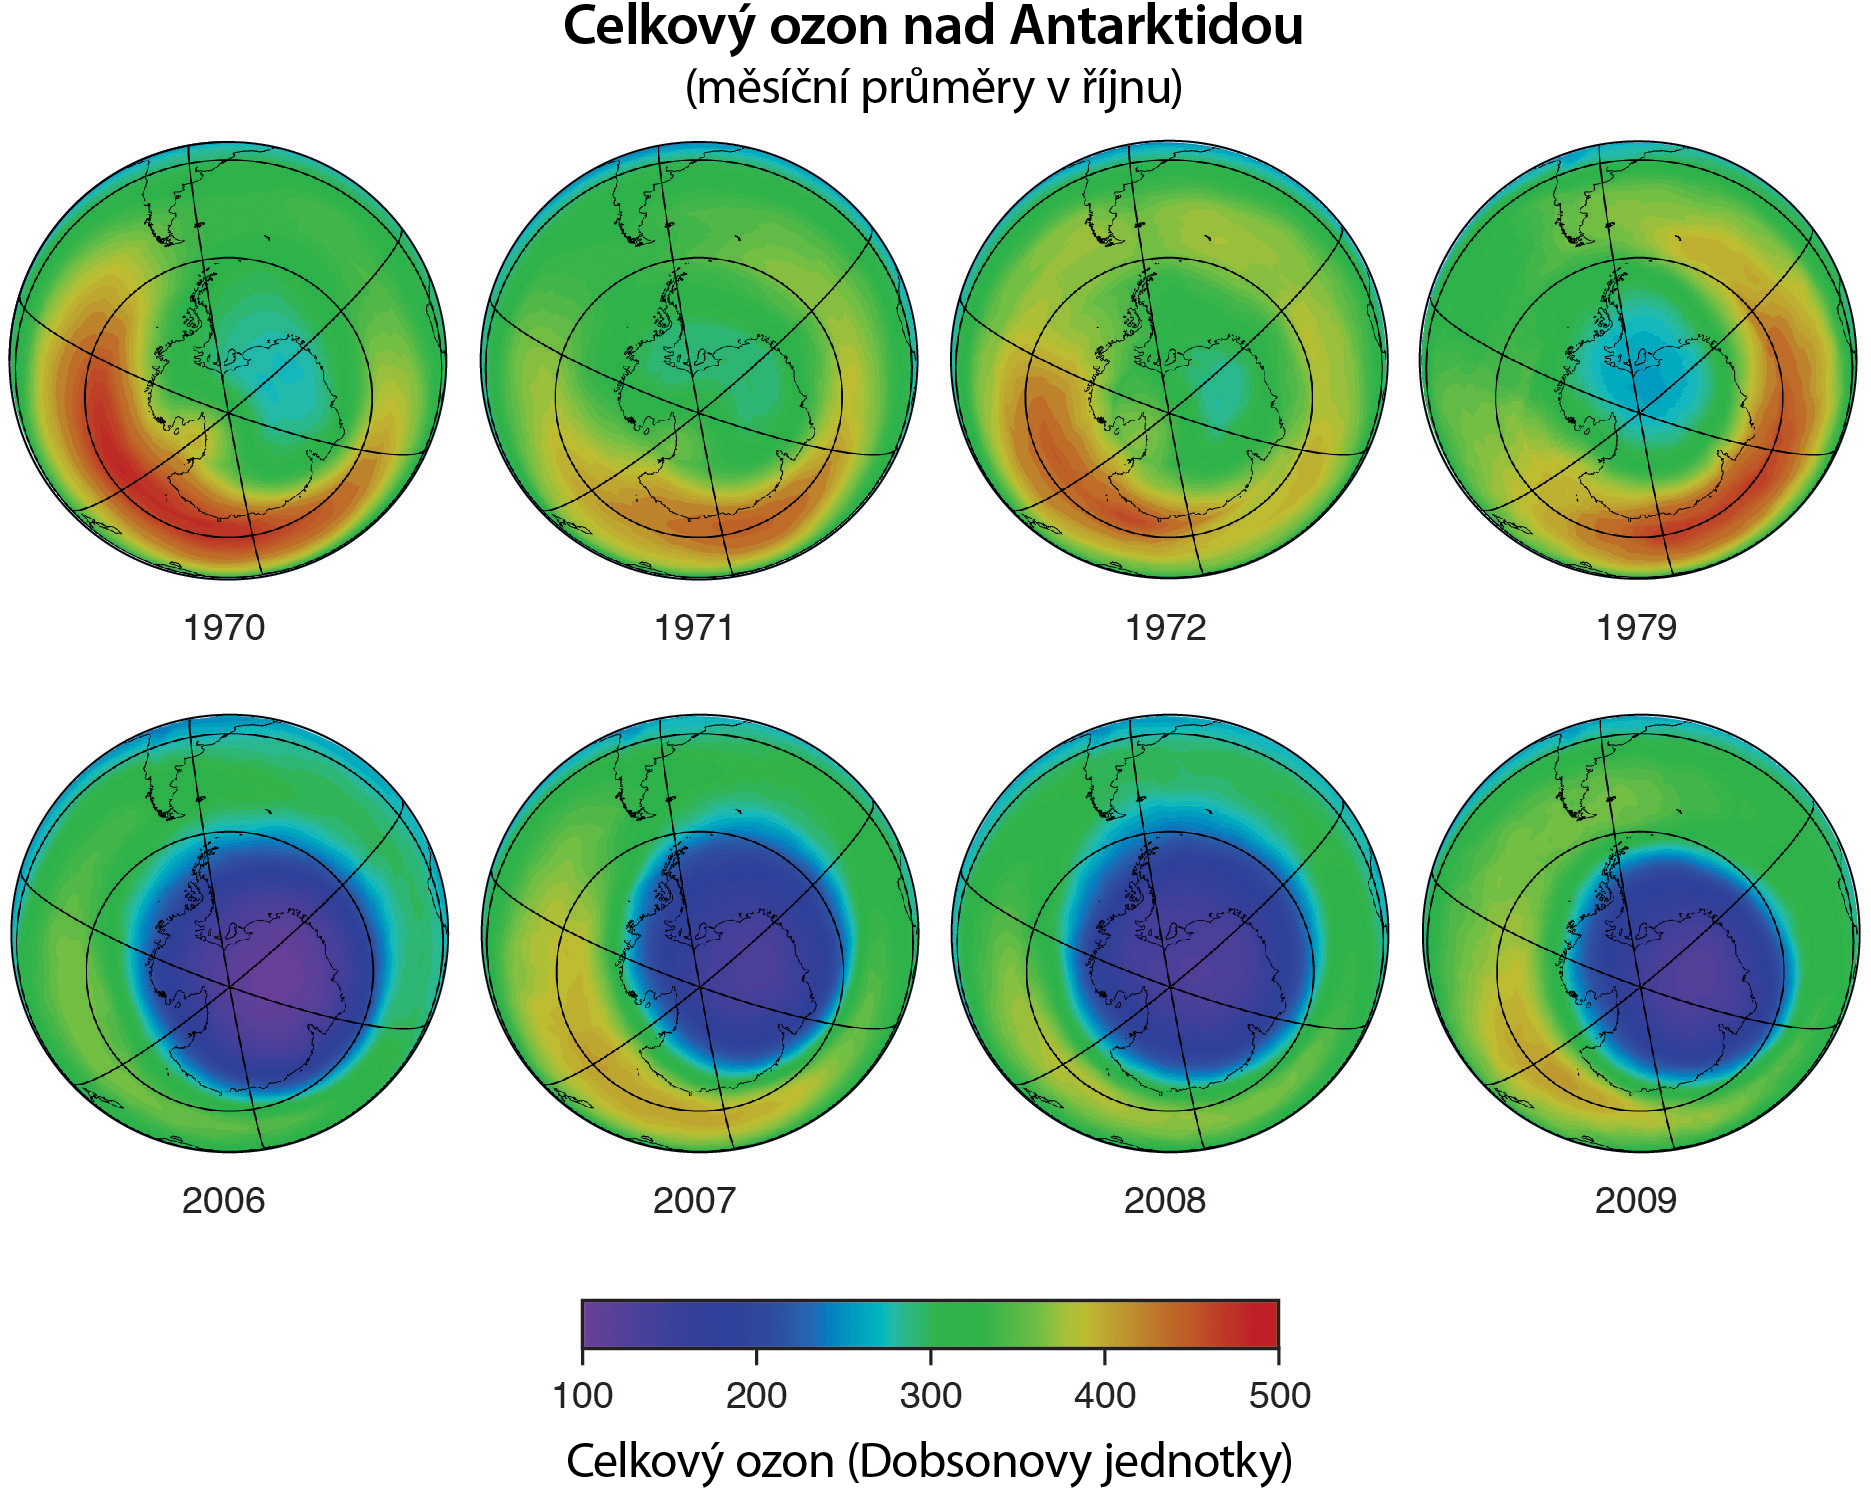 Celkový ozon nad Antarktidou
(měsíční průměry v říjnu)
1970 1971 1972 1979
2006 2007 2008 2009
100 200 300 400 500
Celkový ozon (Dobsonovy jednotky)